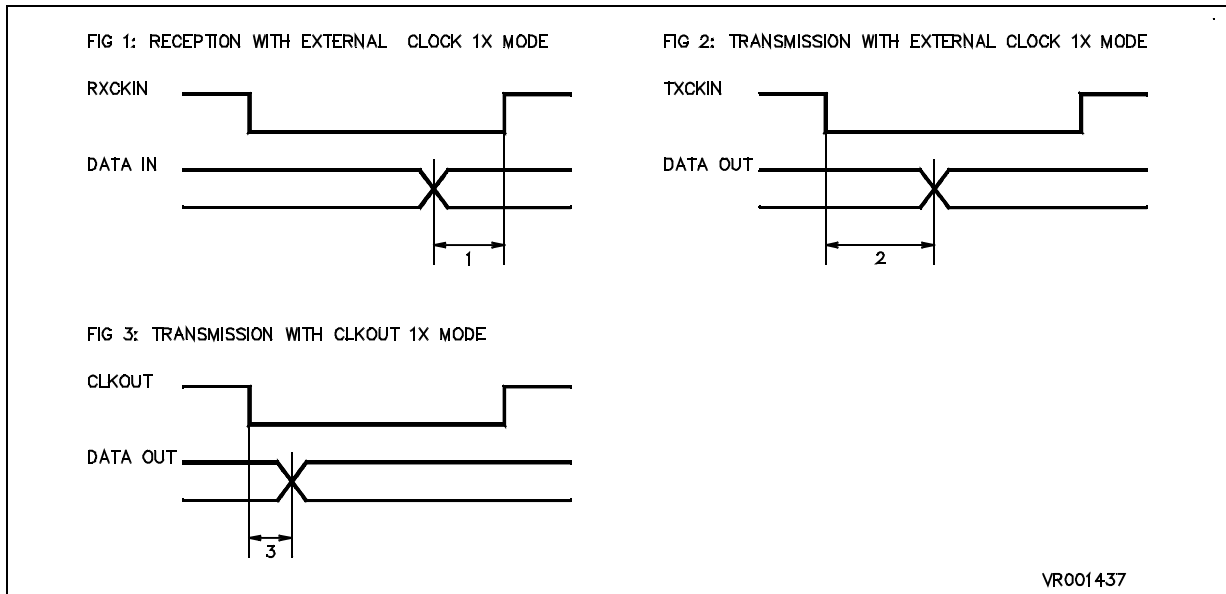 FIG 1: RECEPTION WITH EXTERNAL CLOCK 1X MODE
RXCKIN
DATA IN
1
FIG 2: TRANSMISSION WITH EXTERNAL CLOCK 1X MODE
TXCKIN
DATA OUT
2
FIG 3: TRANSMISSION WITH CLKOUT 1X MODE
CLKOUT
DATA OUT
3
VR001437